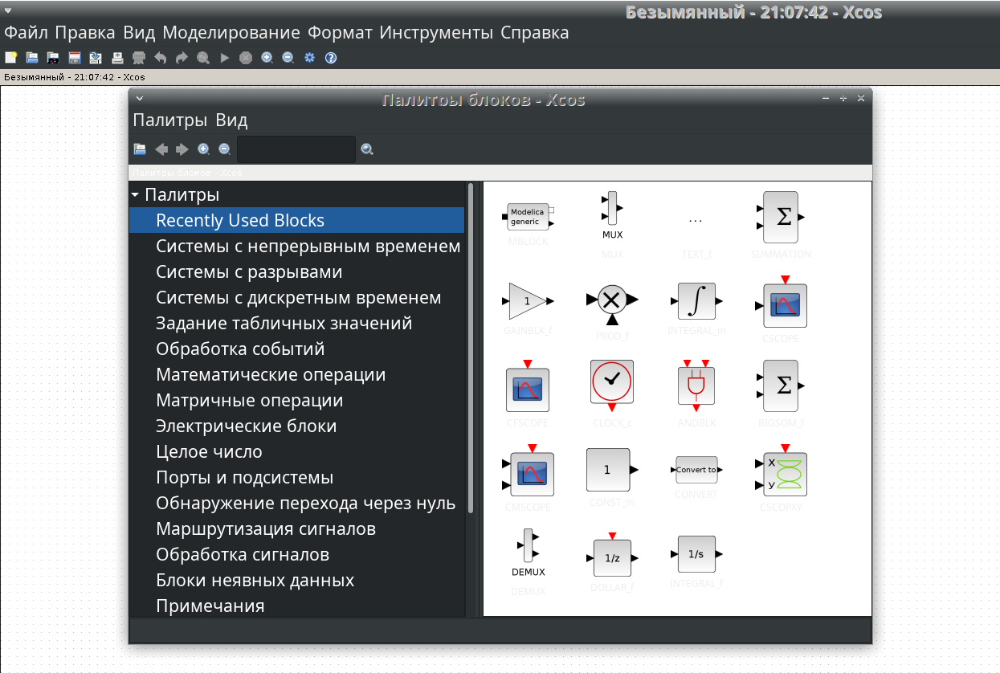 Безымянный - 21:07:42 - Xcos
Файл Правка Вид Моделирование Формат Инструменты Справка
Безымянный - 21:07:42 - Xcos
Палитры блоков - Xcos
Палитры Вид
Палитры блоков - Xcos
Палитры
Recently Used Blocks
Системы с непрерывным временем
Системы с разрывами
Системы с дискретным временем
Задание табличных значений
Обработка событий
Математические операции
Матричные операции
Электрические блоки
Целое число
Порты и подсистемы
Обнаружение перехода через нуль
Маршрутизация сигналов
Обработка сигналов
Блоки неявных данных
Примечания
Modelica
generic
MUX
...
Σ
MBLOCK
MUX
TEXT_f
SUMMATION
1
∫
GAINBLK_f
PROD_f
INTEGRAL_m
CSCOPE
Σ
CFSCOPE
CLOCK_c
ANDBLK
BIGSOM_f
1
Convert to
X
y
CMSCOPE
CONST_m
CONVERT
CSCOPXY
DEMUX
1/z
1/s
DEMUX
DOLLAR_f
INTEGRAL_f